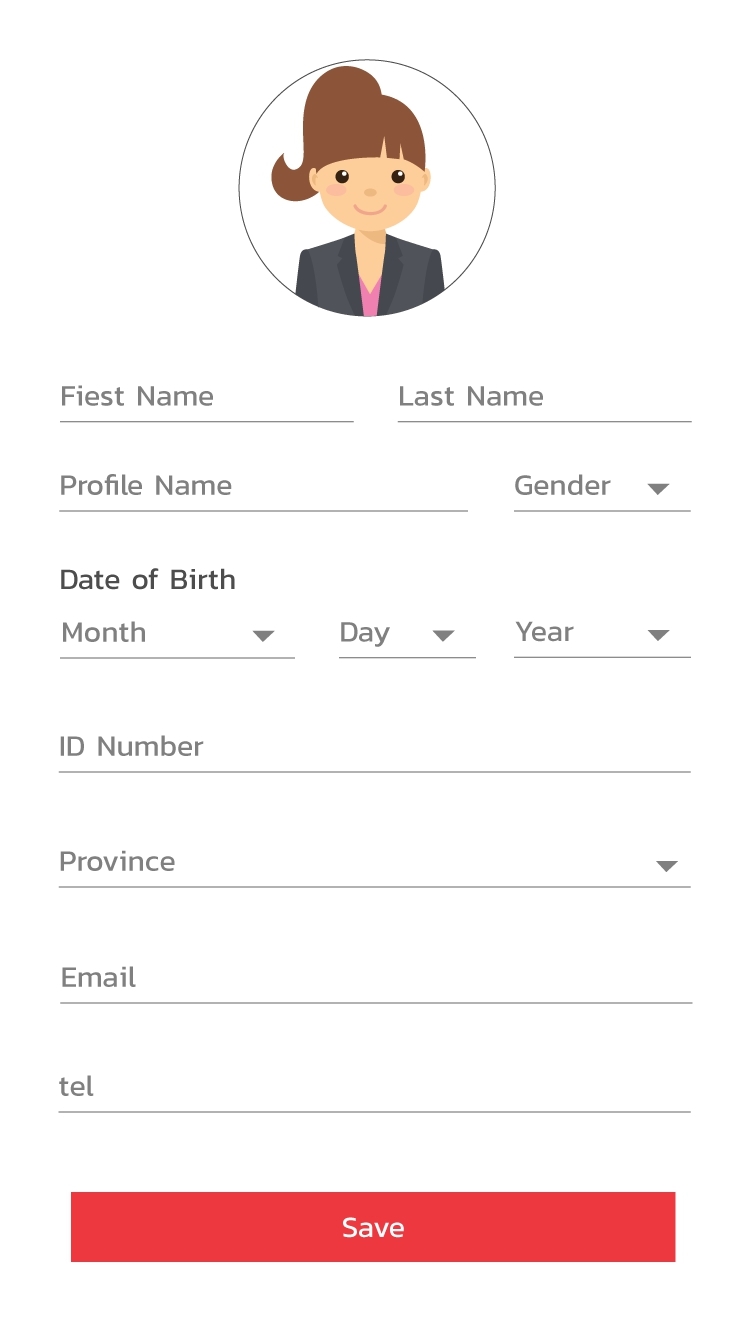 Fiest Name Last Name
Profile Name Gender
Date of Birth
Month Day Year
ID Number
Province
Email
tel
Save